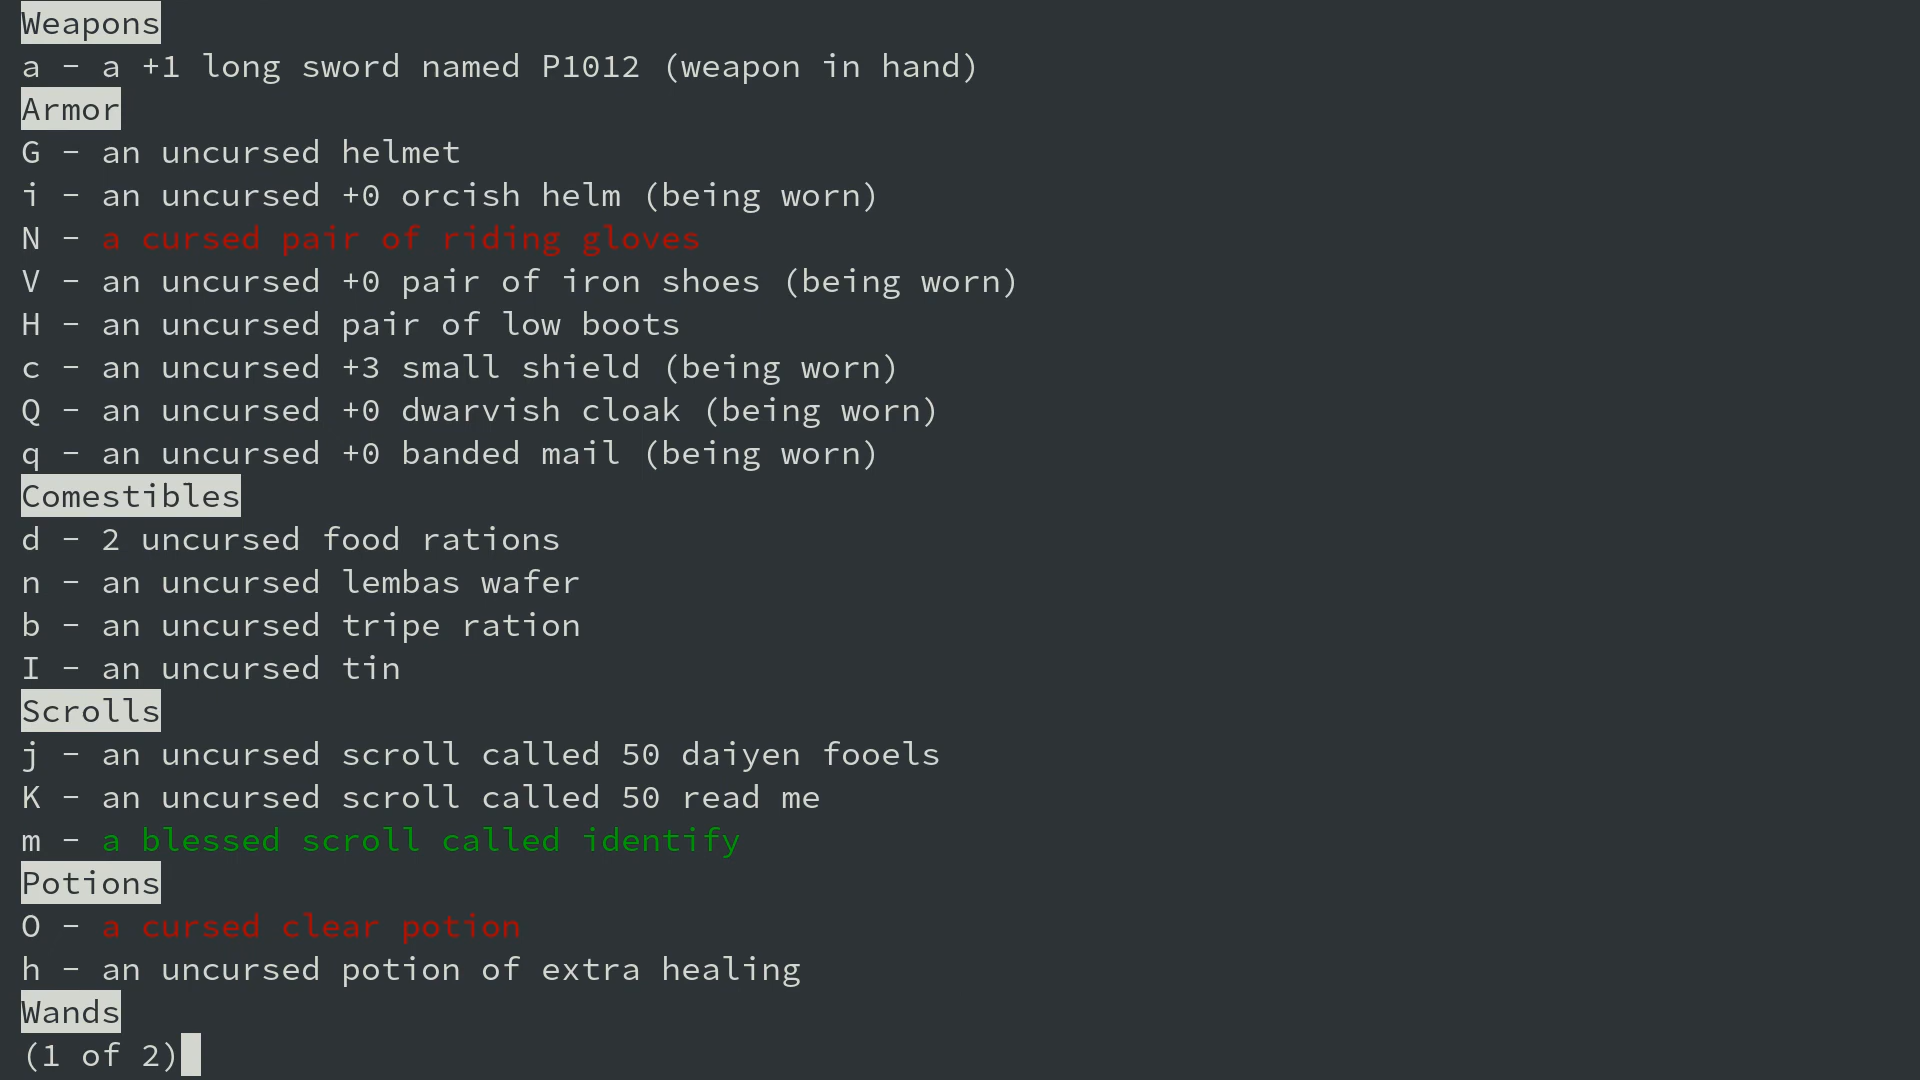 Weapons
a - a +1 long sword named P1012 (weapon in hand)
Armor
G - an uncursed helmet
i - an uncursed +0 orcish helm (being worn)
N - a cursed pair of riding gloves
V - an uncursed +0 pair of iron shoes (being worn)
H - an uncursed pair of low boots
c - an uncursed +3 small shield (being worn)
Q - an uncursed +0 dwarvish cloak (being worn)
q - an uncursed +0 banded mail (being worn)
Comestibles
d - 2 uncursed food rations
n - an uncursed lembas wafer
b - an uncursed tripe ration
I - an uncursed tin
Scrolls
j - an uncursed scroll called 50 daiyen fooels
K - an uncursed scroll called 50 read me
m - a blessed scroll called identify
Potions
O - a cursed clear potion
h - an uncursed potion of extra healing
Wands
(1 of 2)